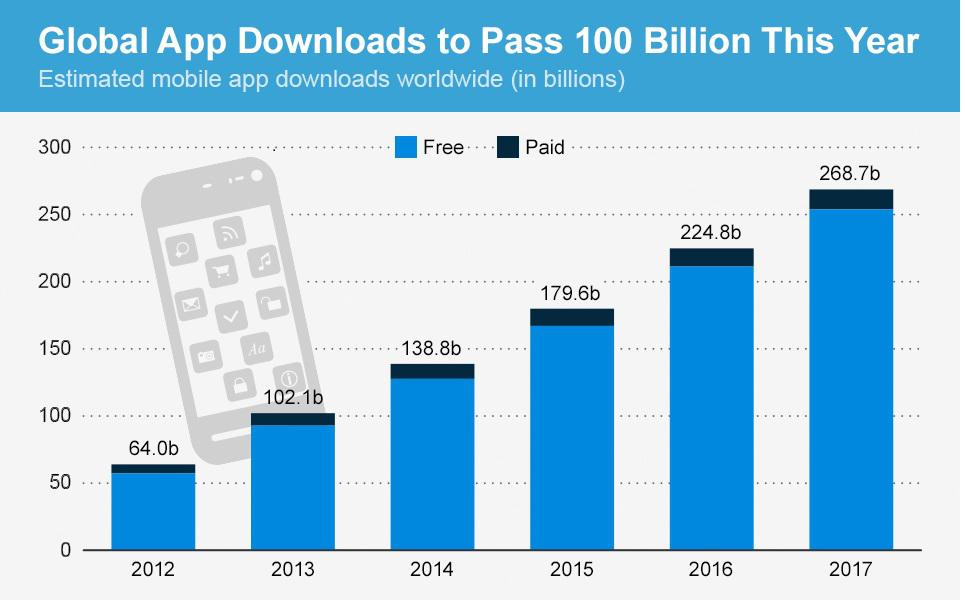 Global App Downloads to Pass 100 Billion This Year
Estimated mobile app downloads worldwide (in billions)
Free Paid
300
250
200
150
100
50
0
64.0b
102.1b
138.8b
179.6b
224.8b
268.7b
Aa
2012 2013 2014 2015 2016 2017